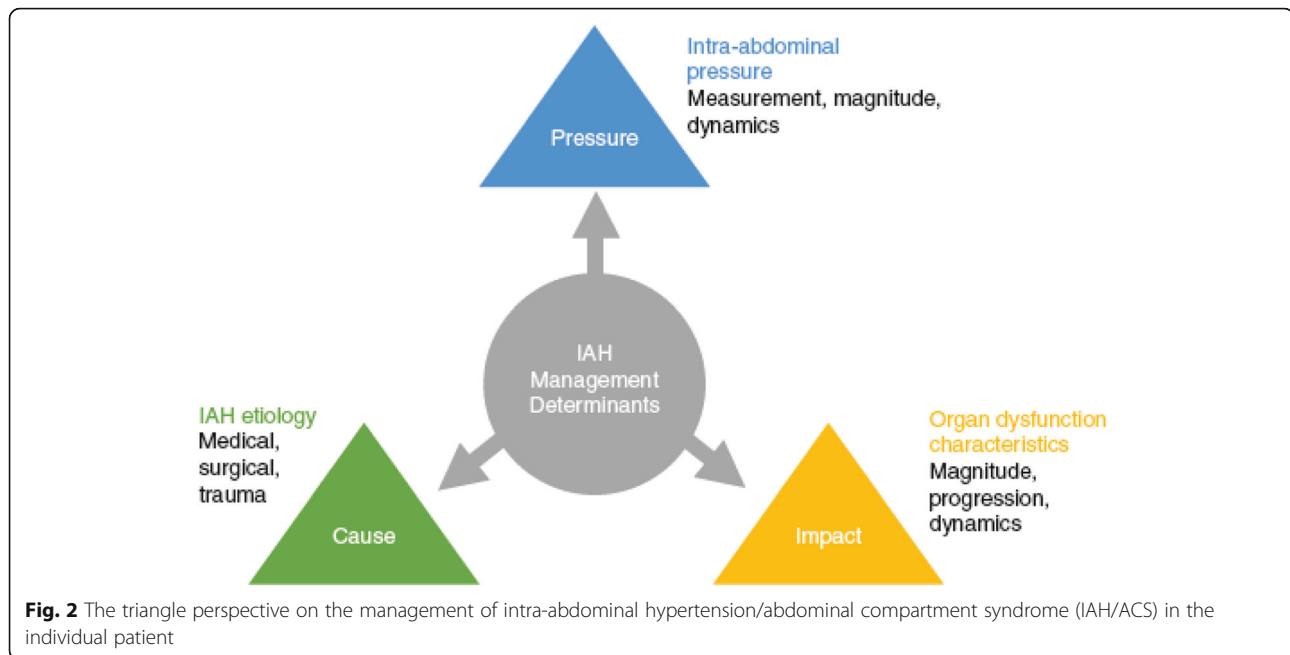 Intra-abdominal
pressure
Measurement, magnitude,
dynamics
Pressure
IAH
Management
Determinants
IAH etiology
Medical,
surgical,
trauma
Cause
Organ dysfunction
characteristics
Magnitude,
progression,
dynamics
Impact
Fig. 2 The triangle perspective on the management of intra-abdominal hypertension/abdominal compartment syndrome (IAH/ACS) in the
individual patient